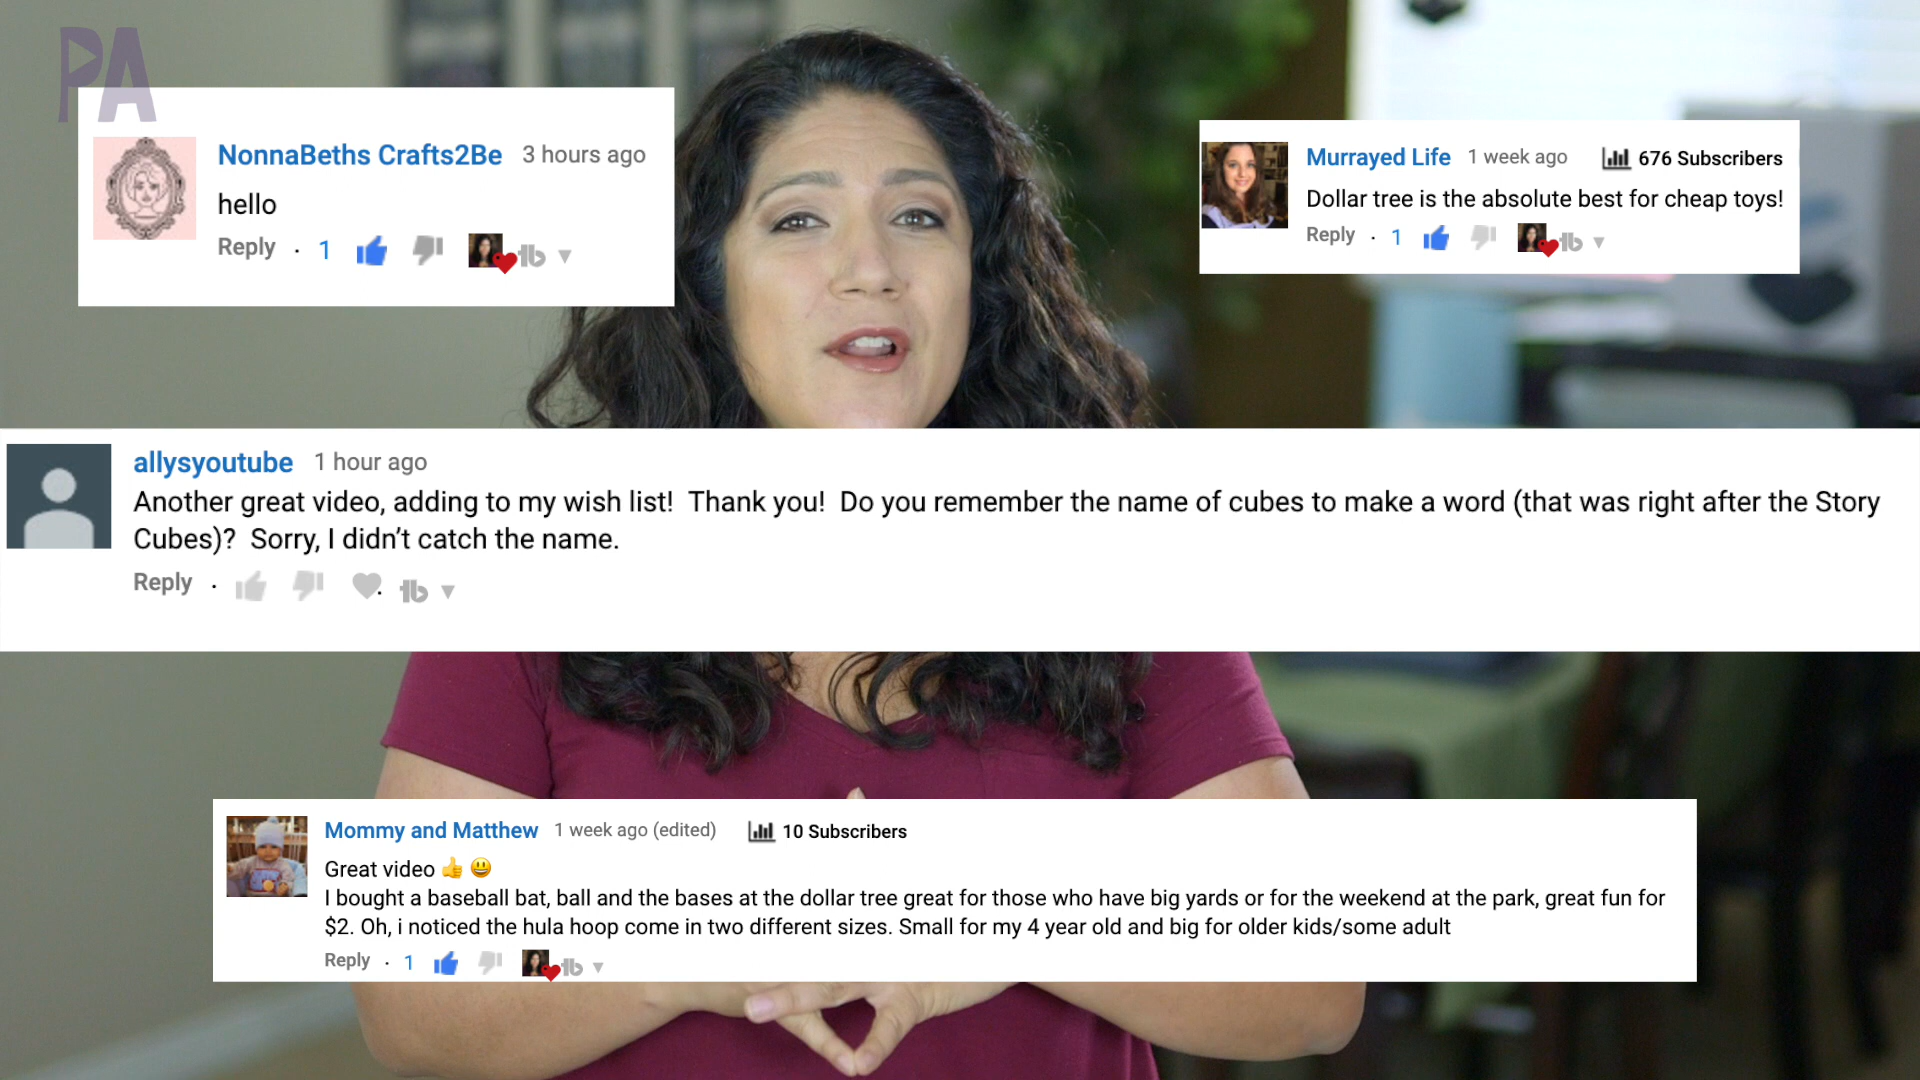 PA
NonnaBeths Crafts2Be 3 hours ago
hello
Reply · 1
Murrayed Life 1 week ago 676 Subscribers
Dollar tree is the absolute best for cheap toys!
Reply · 1
allysyoutube 1 hour ago
Another great video, adding to my wish list! Thank you! Do you remember the name of cubes to make a word (that was right after the Story
Cubes)? Sorry, I didn’t catch the name.
Reply ·
Mommy and Matthew 1 week ago (edited) 10 Subscribers
Great video 👍 😃
I bought a baseball bat, ball and the bases at the dollar tree great for those who have big yards or for the weekend at the park, great fun for
$2. Oh, i noticed the hula hoop come in two different sizes. Small for my 4 year old and big for older kids/some adult
Reply · 1